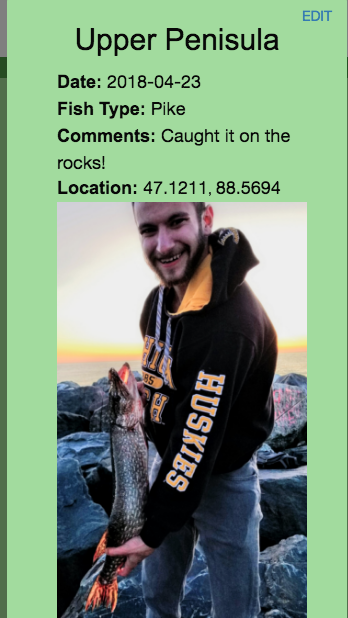 EDIT
Upper Penisula
Date: 2018-04-23
Fish Type: Pike
Comments: Caught it on the
rocks!
Location: 47.1211, 88.5694
HUSKIES